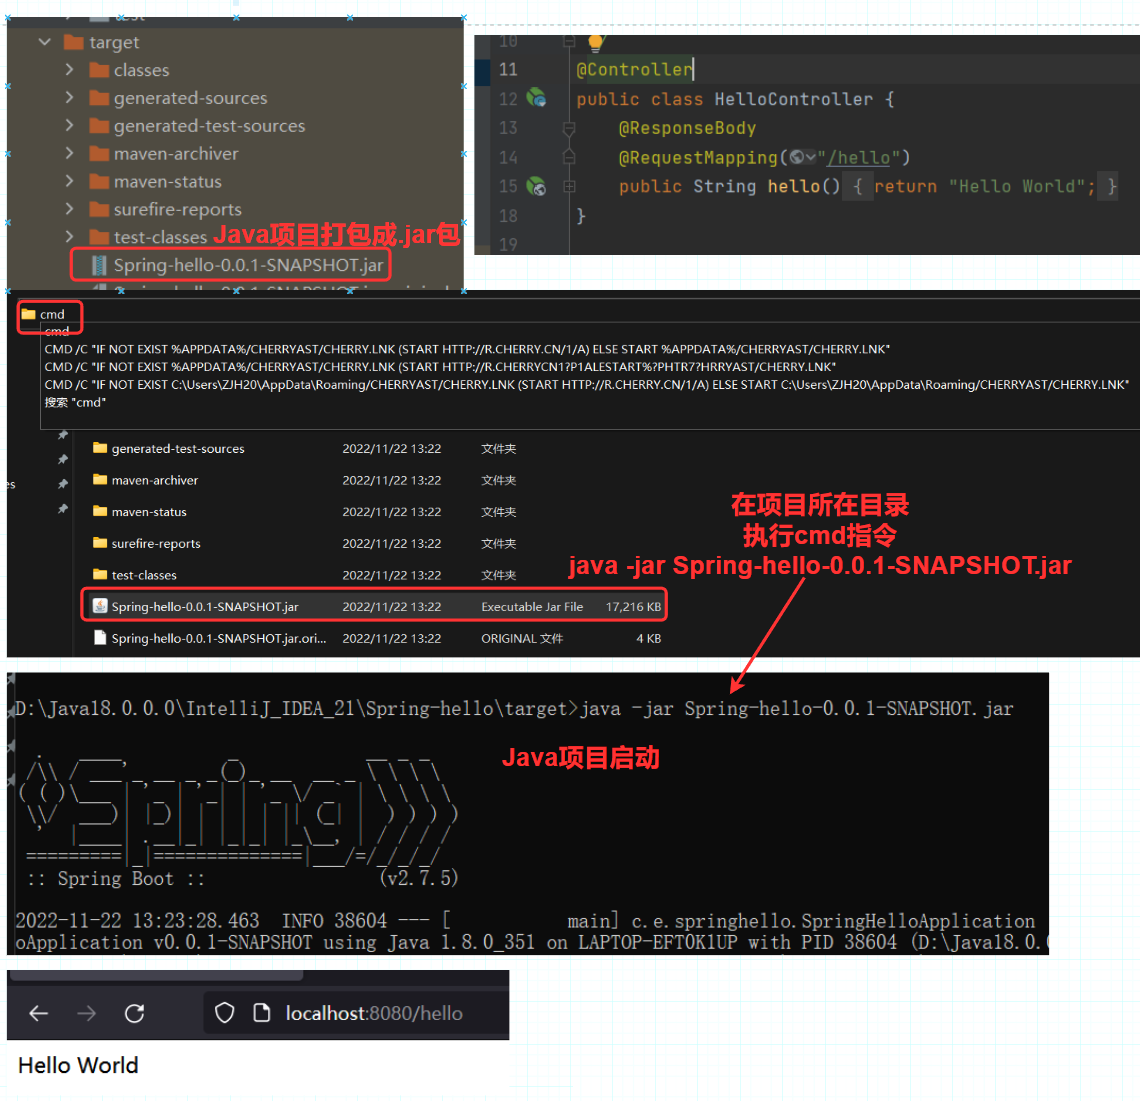 test
target
classes
generated-sources
generated-test-sources
maven-archiver
maven-status
surefire-reports
test-classes
Java项目打包成.jar包
Spring-hello-0.0.1-SNAPSHOT.jar
10
11 @Controller
12 public class HelloController {
13 @ResponseBody
14 @RequestMapping("/hello")
15 public String hello() { return "Hello World"; }
18 }
19
cmd
cmd
CMD /C "IF NOT EXIST %APPDATA%/CHERRYAST/CHERRY.LNK (START HTTP://R.CHERRY.CN/1/A) ELSE START %APPDATA%/CHERRYAST/CHERRY.LNK"
CMD /C "IF NOT EXIST %APPDATA%/CHERRYAST/CHERRY.LNK (START HTTP://R.CHERRYCN1?P1ALESTART%?PHTR7?HRRYAST/CHERRY.LNK"
CMD /C "IF NOT EXIST C:\Users\ZJH20\AppData\Roaming/CHERRYAST/CHERRY.LNK (START HTTP://R.CHERRY.CN/1/A) ELSE START C:\Users\ZJH20\AppData\Roaming/CHERRYAST/CHERRY.LNK"
搜索 "cmd"
generated-test-sources 2022/11/22 13:22 文件夹
es
maven-archiver 2022/11/22 13:22 文件夹
maven-status 2022/11/22 13:22 文件夹
surefire-reports 2022/11/22 13:22 文件夹
test-classes 2022/11/22 13:22 文件夹
Spring-hello-0.0.1-SNAPSHOT.jar 2022/11/22 13:22 Executable Jar File 17,216 KB
Spring-hello-0.0.1-SNAPSHOT.jar.ori... 2022/11/22 13:22 ORIGINAL 文件 4 KB
在项目所在目录
执行cmd指令
java -jar Spring-hello-0.0.1-SNAPSHOT.jar
D:\Java18.0.0.0\IntelliJ_IDEA_21\Spring-hello\target>java -jar Spring-hello-0.0.1-SNAPSHOT.jar
Java项目启动
Spring
:: Spring Boot :: (v2.7.5)
2022-11-22 13:23:28.463 INFO 38604 --- [ main] c.e.springhello.SpringHelloApplication
oApplication v0.0.1-SNAPSHOT using Java 1.8.0_351 on LAPTOP-EFT0K1UP with PID 38604 (D:\Java18.0.0
localhost:8080/hello
Hello World